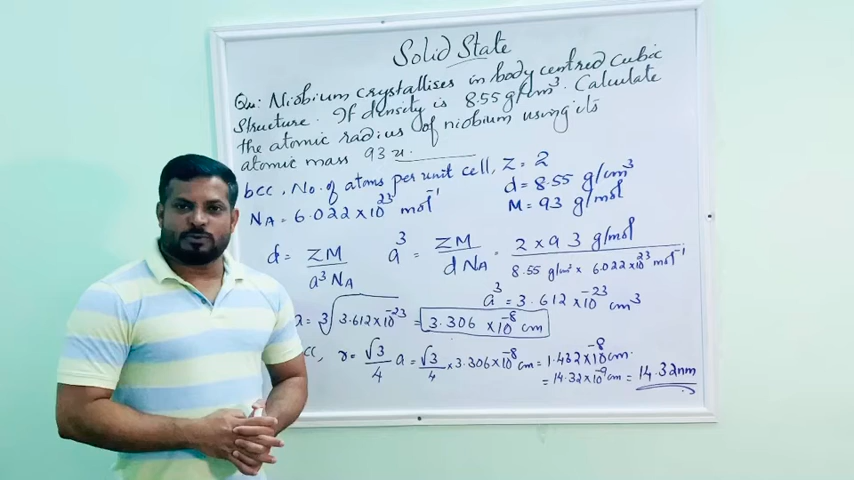 Solid State
Qu: Niobium crystallises in body centred cubic
structure. If density is 8.55 g/cm³. Calculate
the atomic radius of niobium using its
atomic mass 93 u.
bcc, No. of atoms per unit cell, Z = 2
N_A = 6.022 × 10²³ mol⁻¹
d = 8.55 g/cm³
M = 93 g/mol
d = ZM / a³ N_A
a³ = ZM / d N_A = 2 × 93 g/mol / 8.55 g/cm³ × 6.022 × 10²³ mol⁻¹
a³ = 3.612 × 10⁻²³ cm³
a = ∛3.612 × 10⁻²³ = 3.306 × 10⁻⁸ cm
cc, r = √3/4 a = √3/4 × 3.306 × 10⁻⁸ cm = 1.432 × 10⁻⁸ cm.
= 14.32 × 10⁻⁹ cm = 14.32 nm